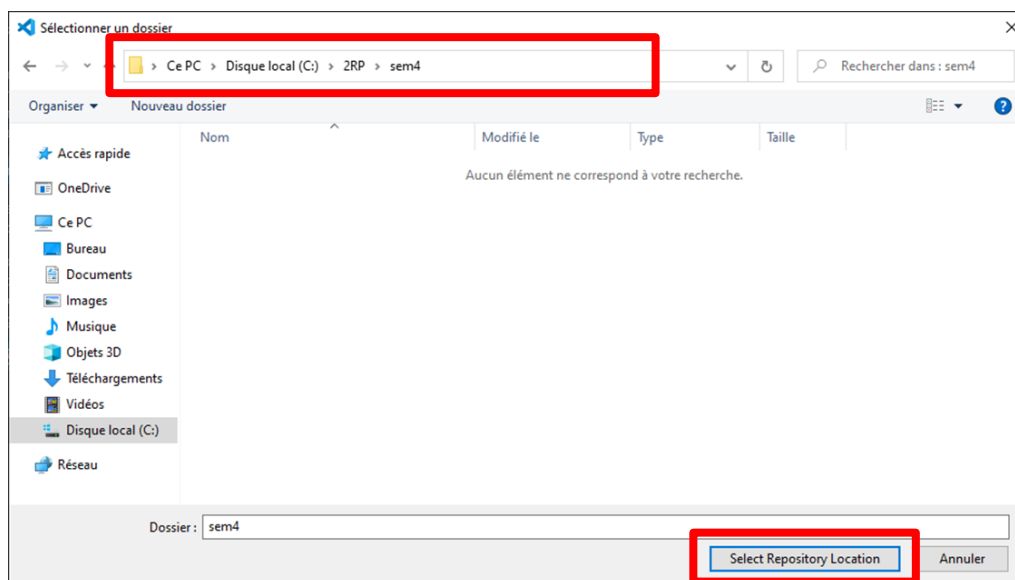 Sélectionner un dossier
Ce PC > Disque local (C:) > 2RP > sem4
Rechercher dans : sem4
Organiser
Nouveau dossier
Nom
Modifié le
Type
Taille
Aucun élément ne correspond à votre recherche.
Accès rapide
OneDrive
Ce PC
Bureau
Documents
Images
Musique
Objets 3D
Téléchargements
Vidéos
Disque local (C:)
Réseau
Dossier : sem4
Select Repository Location
Annuler